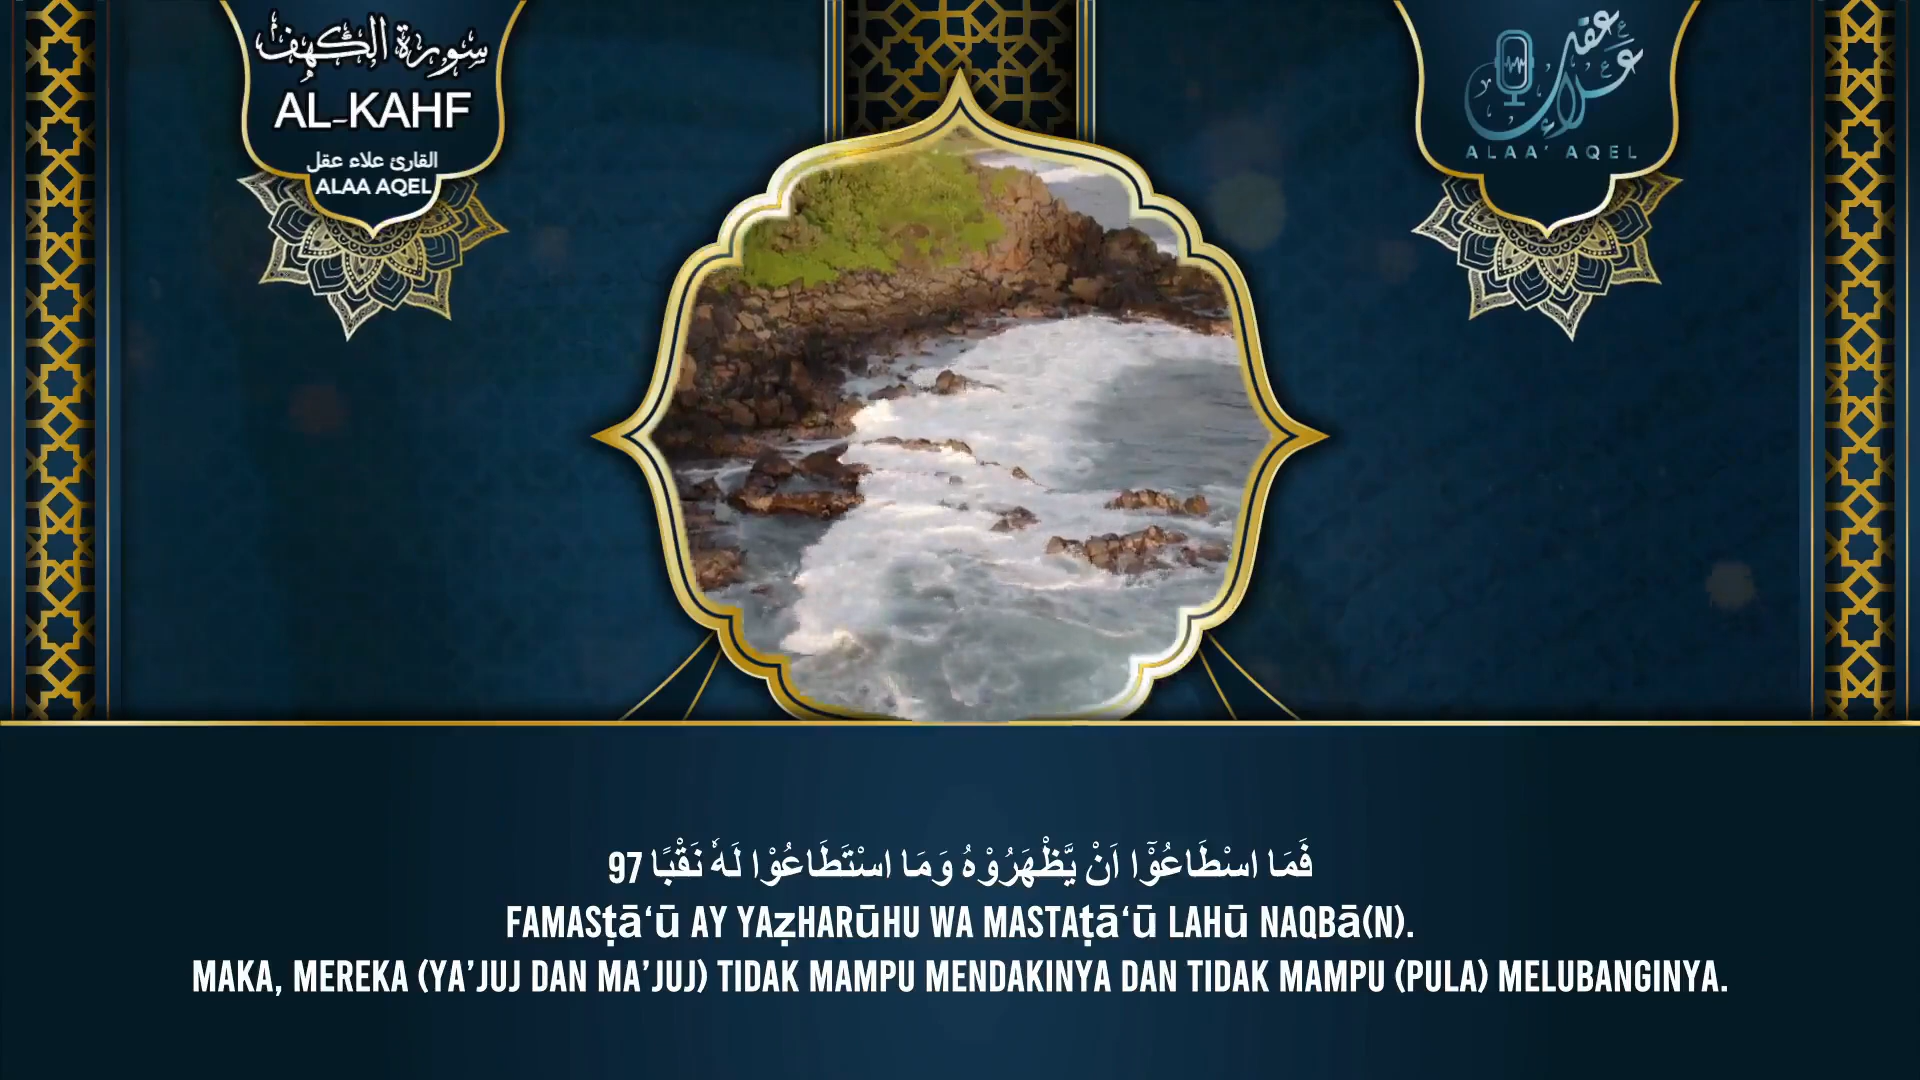 سورة الكهف
AL-KAHF
القارئ علاء عقل
ALAA AQEL
علاء عقل
ALAA' AQEL
فَمَا اسْطَاعُوْٓا اَنْ يَّظْهَرُوْهُ وَمَا اسْتَطَاعُوْا لَهٗ نَقْبًا 97
FAMASṭā‘ū AY YAẓHARūHU WA MASTAṭā‘ū LAHū NAQBā(N).
MAKA, MEREKA (YA’JUJ DAN MA’JUJ) TIDAK MAMPU MENDAKINYA DAN TIDAK MAMPU (PULA) MELUBANGINYA.